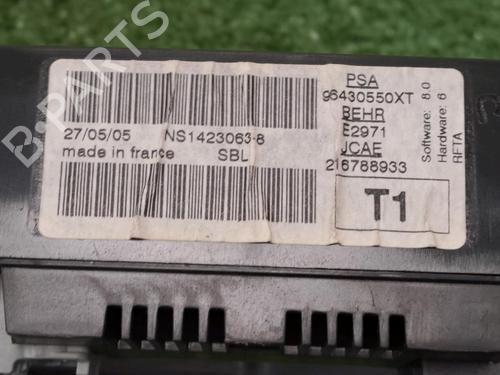 B-PARTS
PSA
96430550XT
BEHR
E2971
JCAE
216788933
T1
Software: 8.0
Hardware: 6
RFTA
27/05/05 NS1423063-8
made in france SBL